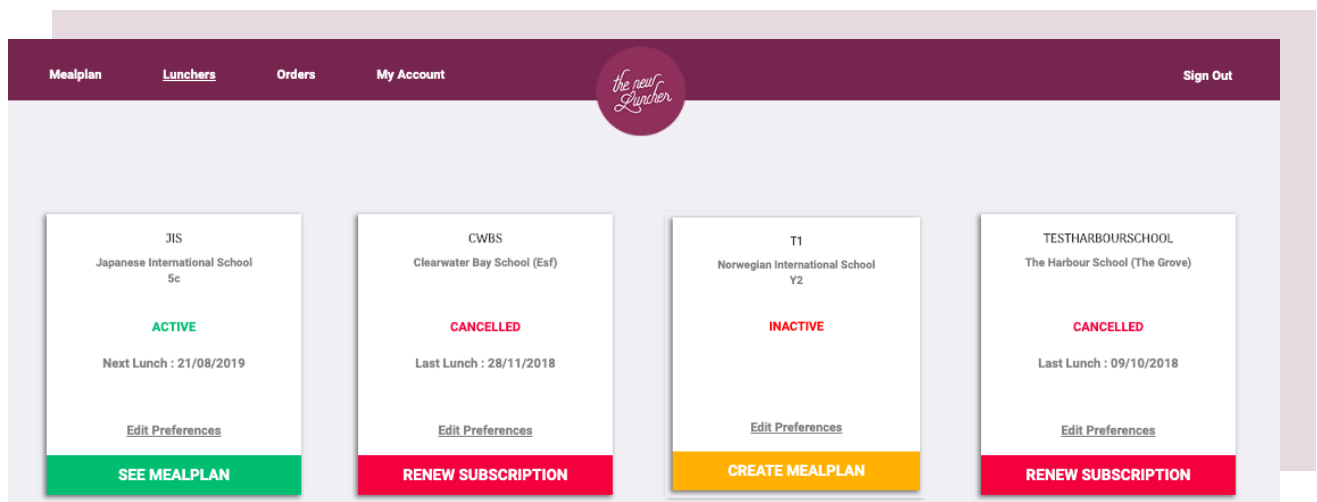 Mealplan Lunchers Orders My Account Sign Out
the new
Luncher
JIS
Japanese International School
5c
ACTIVE
Next Lunch : 21/08/2019
Edit Preferences
SEE MEALPLAN
CWBS
Clearwater Bay School (Esf)
CANCELLED
Last Lunch : 28/11/2018
Edit Preferences
RENEW SUBSCRIPTION
T1
Norwegian International School
Y2
INACTIVE
Edit Preferences
CREATE MEALPLAN
TESTHARBOURSCHOOL
The Harbour School (The Grove)
CANCELLED
Last Lunch : 09/10/2018
Edit Preferences
RENEW SUBSCRIPTION